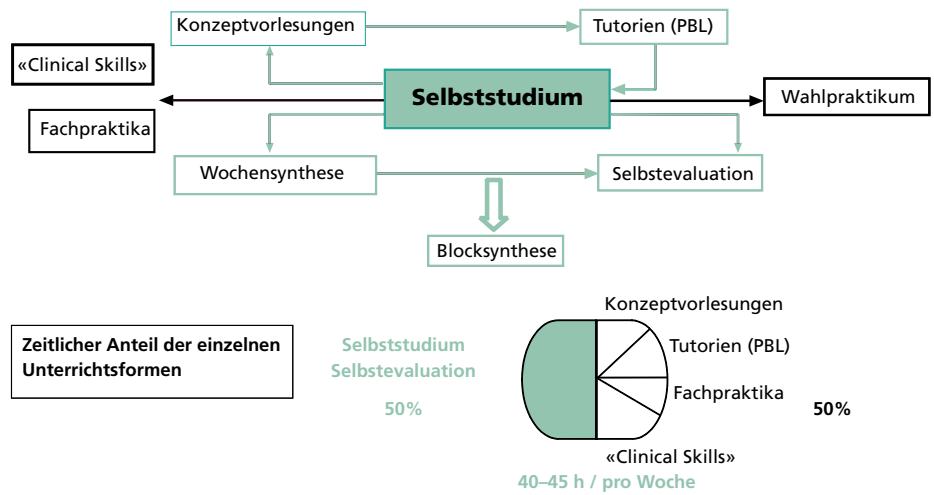 Konzeptvorlesungen
Tutorien (PBL)
«Clinical Skills»
Selbststudium
Wahlpraktikum
Fachpraktika
Wochensynthese
Selbstevaluation
Blocksynthese
Zeitlicher Anteil der einzelnen
Unterrichtsformen
Selbststudium
Selbstevaluation
50%
Konzeptvorlesungen
Tutorien (PBL)
Fachpraktika
50%
«Clinical Skills»
40–45 h / pro Woche